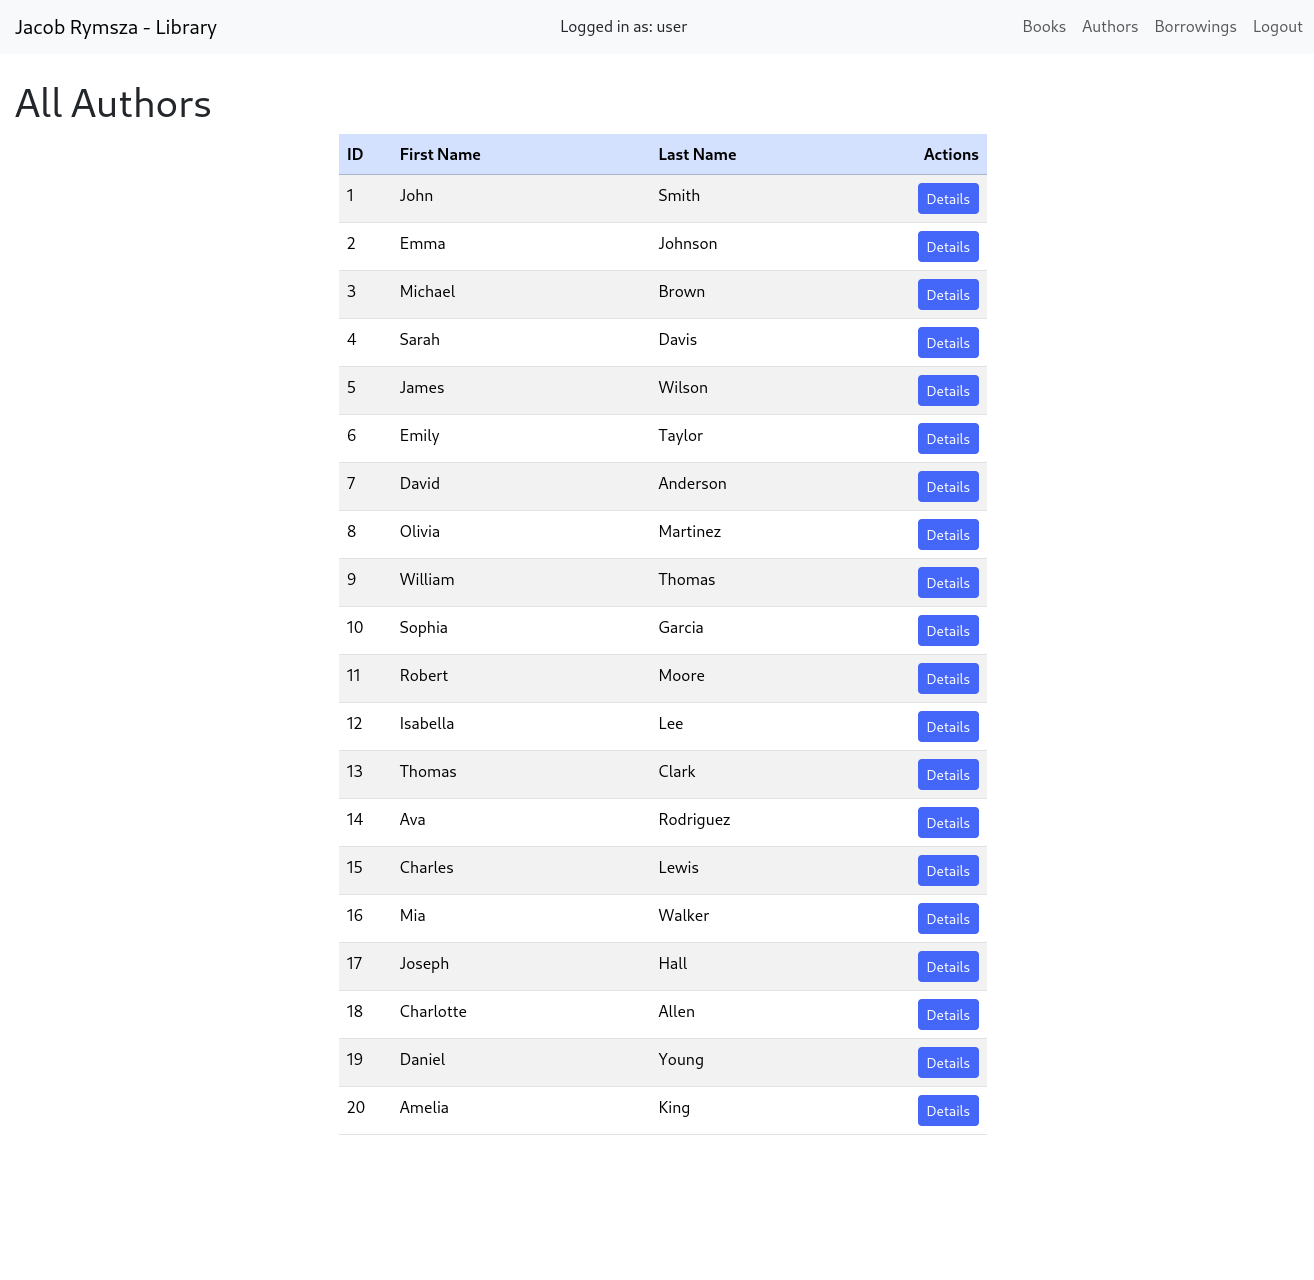 Jacob Rymsza - Library Logged in as: user Books Authors Borrowings Logout
All Authors
ID First Name Last Name Actions
1 John Smith Details
2 Emma Johnson Details
3 Michael Brown Details
4 Sarah Davis Details
5 James Wilson Details
6 Emily Taylor Details
7 David Anderson Details
8 Olivia Martinez Details
9 William Thomas Details
10 Sophia Garcia Details
11 Robert Moore Details
12 Isabella Lee Details
13 Thomas Clark Details
14 Ava Rodriguez Details
15 Charles Lewis Details
16 Mia Walker Details
17 Joseph Hall Details
18 Charlotte Allen Details
19 Daniel Young Details
20 Amelia King Details